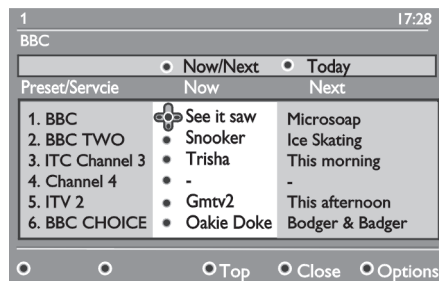 1 17:28
BBC
Now/Next Today
Preset/Servcie Now Next
1. BBC See it saw Microsoap
2. BBC TWO Snooker Ice Skating
3. ITC Channel 3 Trisha This morning
4. Channel 4 - -
5. ITV 2 Gmtv2 This afternoon
6. BBC CHOICE Oakie Doke Bodger & Badger
Top Close Options